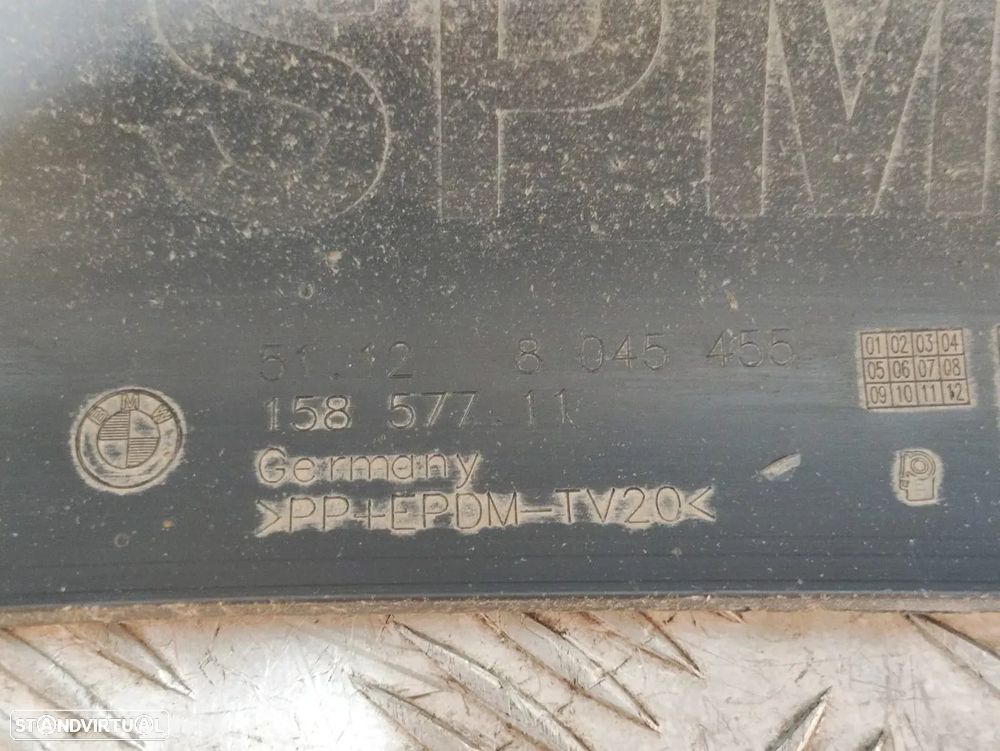 SPM
51.12 8 045 455
158 577.11
Germany
>PP+EPDM-TV20<
BMW
01 02 03 04
05 06 07 08
09 10 11 12
STANDVIRTUAL